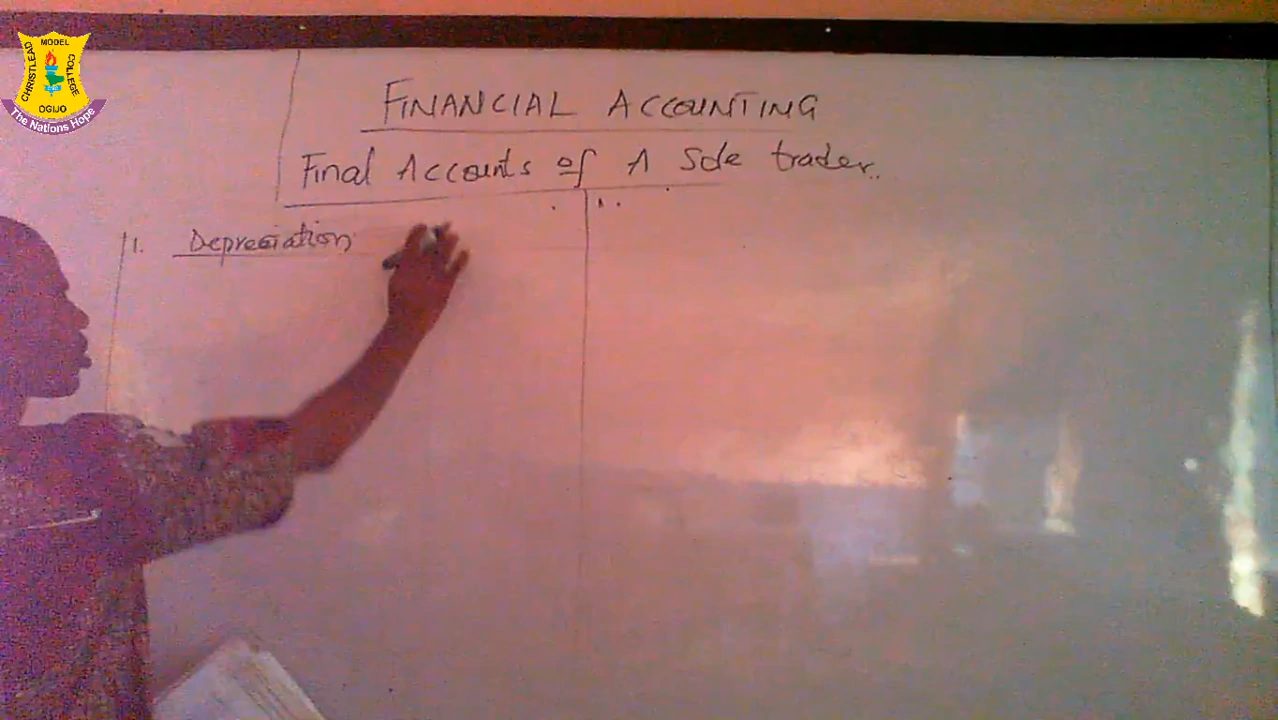 MODEL
CHRISTLEAD
COLLEGE
OGIJO
The Nations Hope
FINANCIAL ACCOUNTING
Final Accounts of A Sole trader.
1. Depreciation